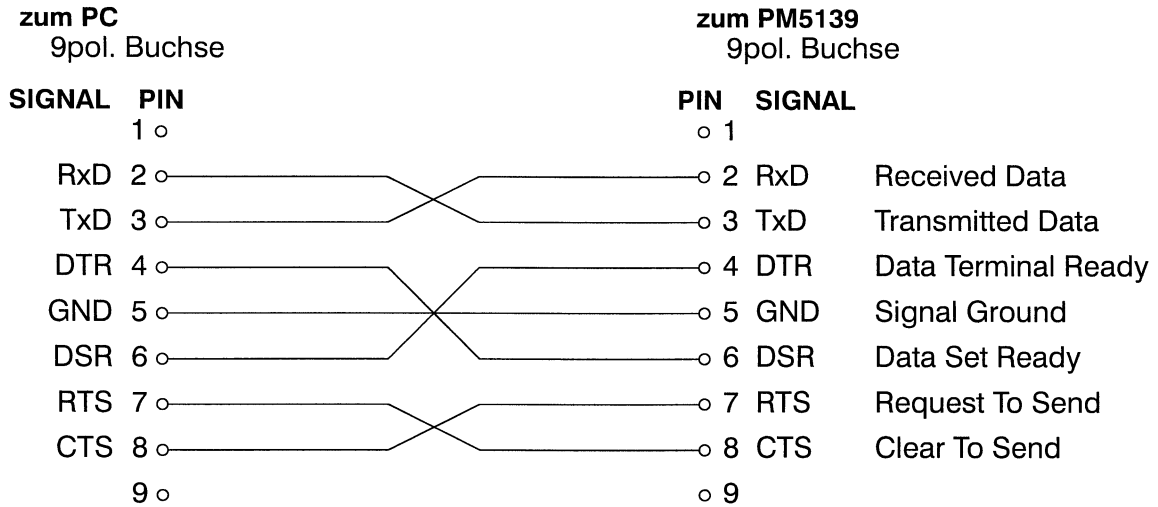 zum PC zum PM5139
9pol. Buchse 9pol. Buchse
SIGNAL PIN PIN SIGNAL
1 1
RxD 2 2 RxD Received Data
TxD 3 3 TxD Transmitted Data
DTR 4 4 DTR Data Terminal Ready
GND 5 5 GND Signal Ground
DSR 6 6 DSR Data Set Ready
RTS 7 7 RTS Request To Send
CTS 8 8 CTS Clear To Send
9 9